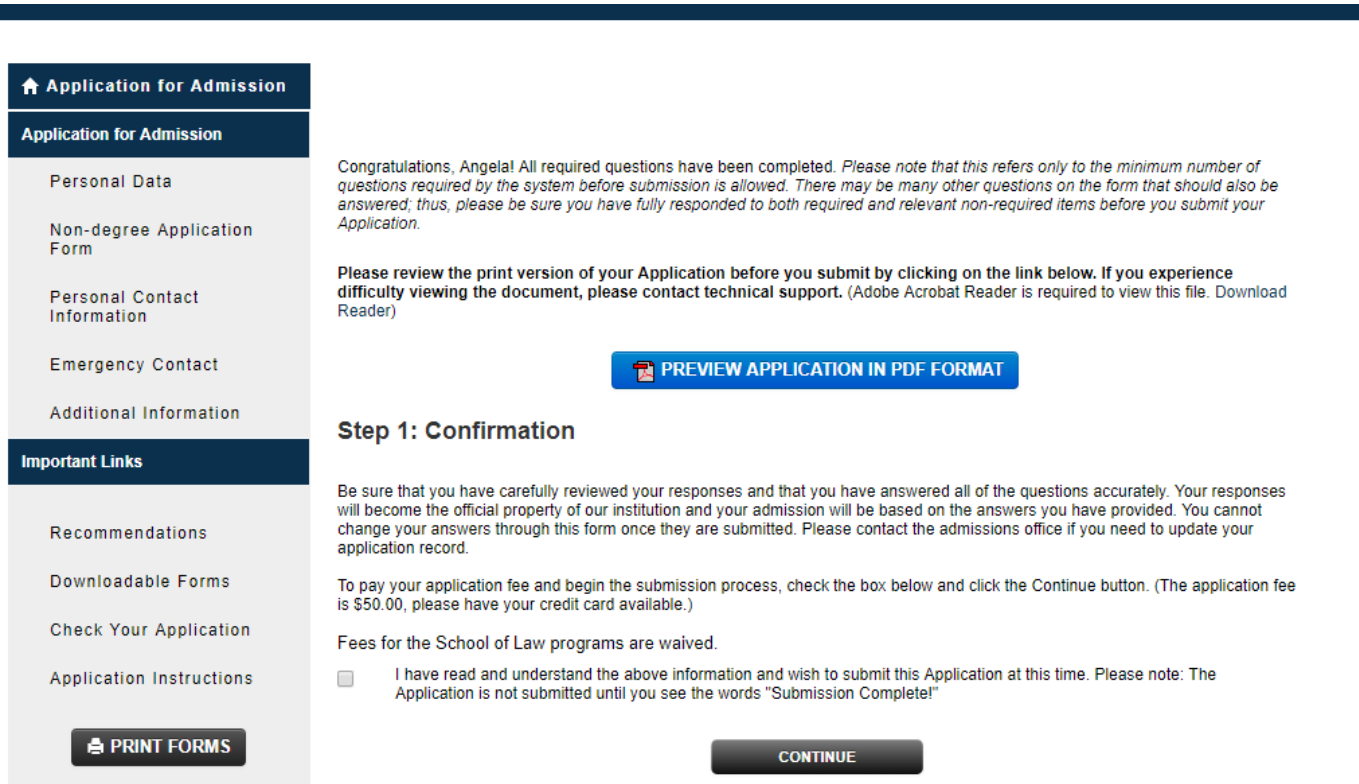 Application for Admission
Application for Admission
Personal Data
Non-degree Application
Form
Personal Contact
Information
Emergency Contact
Additional Information
Important Links
Recommendations
Downloadable Forms
Check Your Application
Application Instructions
PRINT FORMS
Congratulations, Angela! All required questions have been completed. Please note that this refers only to the minimum number of
questions required by the system before submission is allowed. There may be many other questions on the form that should also be
answered; thus, please be sure you have fully responded to both required and relevant non-required items before you submit your
Application.
Please review the print version of your Application before you submit by clicking on the link below. If you experience
difficulty viewing the document, please contact technical support. (Adobe Acrobat Reader is required to view this file. Download
Reader)
PREVIEW APPLICATION IN PDF FORMAT
Step 1: Confirmation
Be sure that you have carefully reviewed your responses and that you have answered all of the questions accurately. Your responses
will become the official property of our institution and your admission will be based on the answers you have provided. You cannot
change your answers through this form once they are submitted. Please contact the admissions office if you need to update your
application record.
To pay your application fee and begin the submission process, check the box below and click the Continue button. (The application fee
is $50.00, please have your credit card available.)
Fees for the School of Law programs are waived.
I have read and understand the above information and wish to submit this Application at this time. Please note: The
Application is not submitted until you see the words "Submission Complete!"
CONTINUE